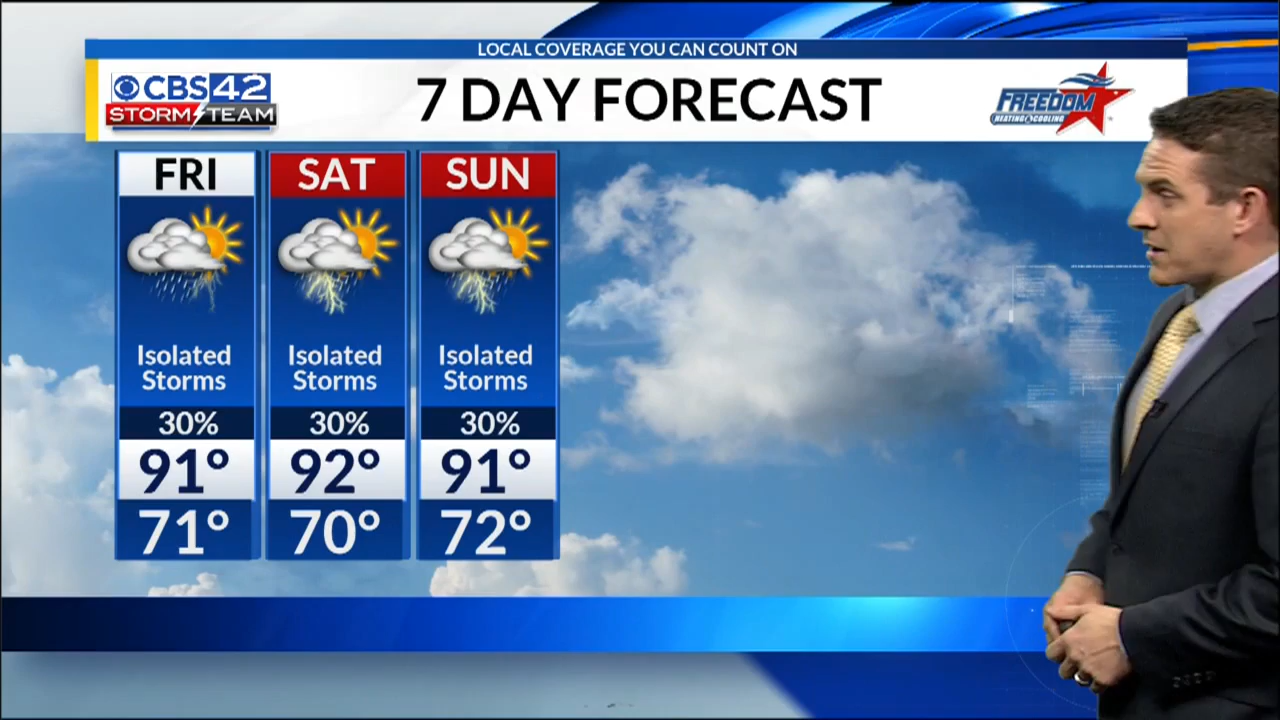 LOCAL COVERAGE YOU CAN COUNT ON
CBS 42
STORM TEAM
7 DAY FORECAST
FREEDOM
HEATING & COOLING
FRI
SAT
SUN
Isolated
Storms
Isolated
Storms
Isolated
Storms
30%
30%
30%
91°
92°
91°
71°
70°
72°